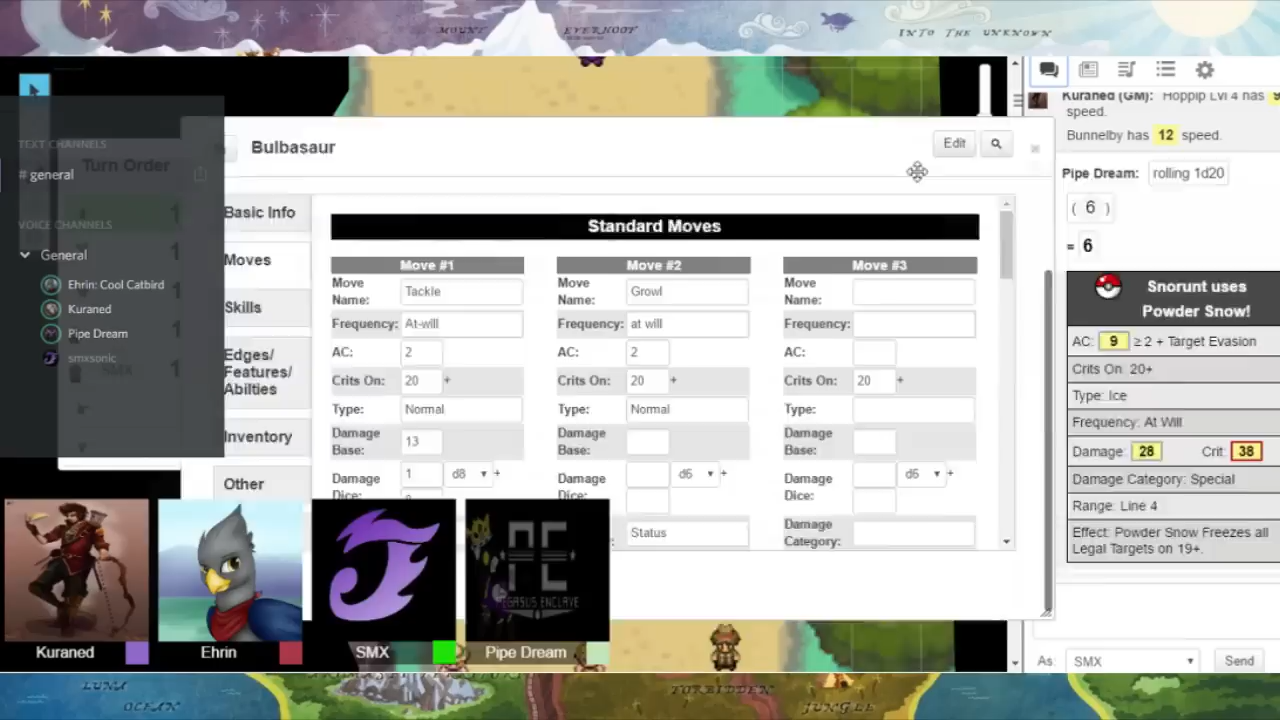 MOUNT EVERHOOF
INTO THE UNKNOWN
TEXT CHANNELS
# general
VOICE CHANNELS
General
Ehrin: Cool Catbird
Kuraned
Pipe Dream
smxsonic
Turn Order
SMX
Bulbasaur
Edit
Basic Info
Moves
Skills
Edges/
Features/
Abilties
Inventory
Other
Standard Moves
Move #1
Move Name: Tackle
Frequency: At-will
AC: 2
Crits On: 20 +
Type: Normal
Damage Base: 13
Damage Dice: 1 d8 +
Move #2
Move Name: Growl
Frequency: at will
AC: 2
Crits On: 20 +
Type: Normal
Damage Base:
Damage Dice: d6 +
Status
Move #3
Move Name:
Frequency:
AC:
Crits On: 20 +
Type:
Damage Base:
Damage Dice: d6 +
Damage Category:
Kuraned (GM): Hoppip Lvl 4 has 9
speed.
Bunnelby has 12 speed.
Pipe Dream: rolling 1d20
( 6 )
= 6
Snorunt uses
Powder Snow!
AC: 9 ≥ 2 + Target Evasion
Crits On: 20+
Type: Ice
Frequency: At Will
Damage: 28 Crit: 38
Damage Category: Special
Range: Line 4
Effect: Powder Snow Freezes all
Legal Targets on 19+.
As: SMX Send
PEGASUS ENCLAVE
Kuraned
Ehrin
SMX
Pipe Dream
LUNA
OCEAN
FORBIDDEN
JUNGLE